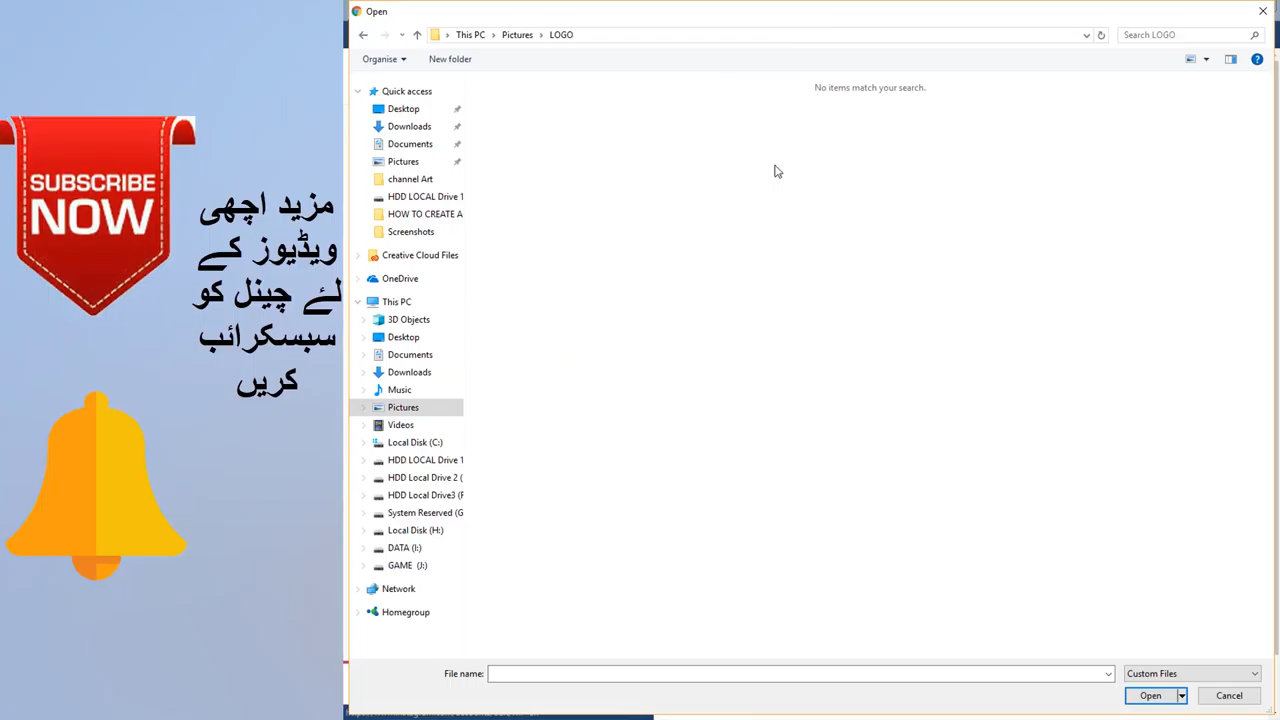 SUBSCRIBE
NOW
مزید اچھی
ویڈیوز کے
لئے چینل کو
سبسکرائب
کریں
Open
This PC
Pictures
LOGO
Search LOGO
Organise
New folder
No items match your search.
Quick access
Desktop
Downloads
Documents
Pictures
channel Art
HDD LOCAL Drive 1
HOW TO CREATE A
Screenshots
Creative Cloud Files
OneDrive
This PC
3D Objects
Desktop
Documents
Downloads
Music
Pictures
Videos
Local Disk (C:)
HDD LOCAL Drive 1
HDD Local Drive 2 (
HDD Local Drive3 (F
System Reserved (G
Local Disk (H:)
DATA (I:)
GAME (J:)
Network
Homegroup
File name:
Custom Files
Open
Cancel